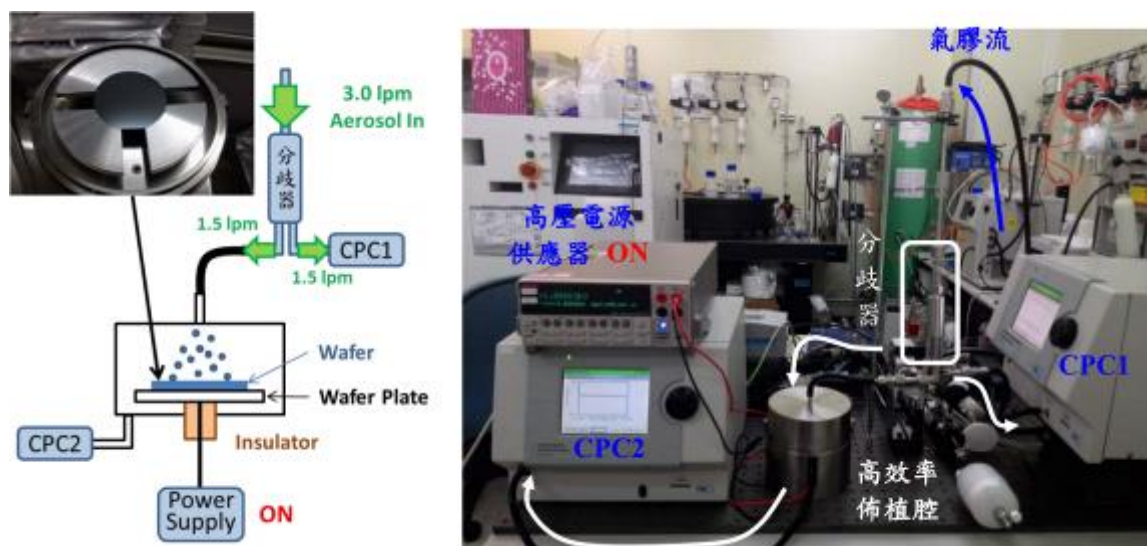 3.0 lpm
Aerosol In
分歧器
1.5 lpm
CPC1
1.5 lpm
Wafer
Wafer Plate
CPC2
Insulator
Power
Supply
ON
氣膠流
高壓電源
供應器 ON
分歧器
CPC1
CPC2
高效率
佈植腔